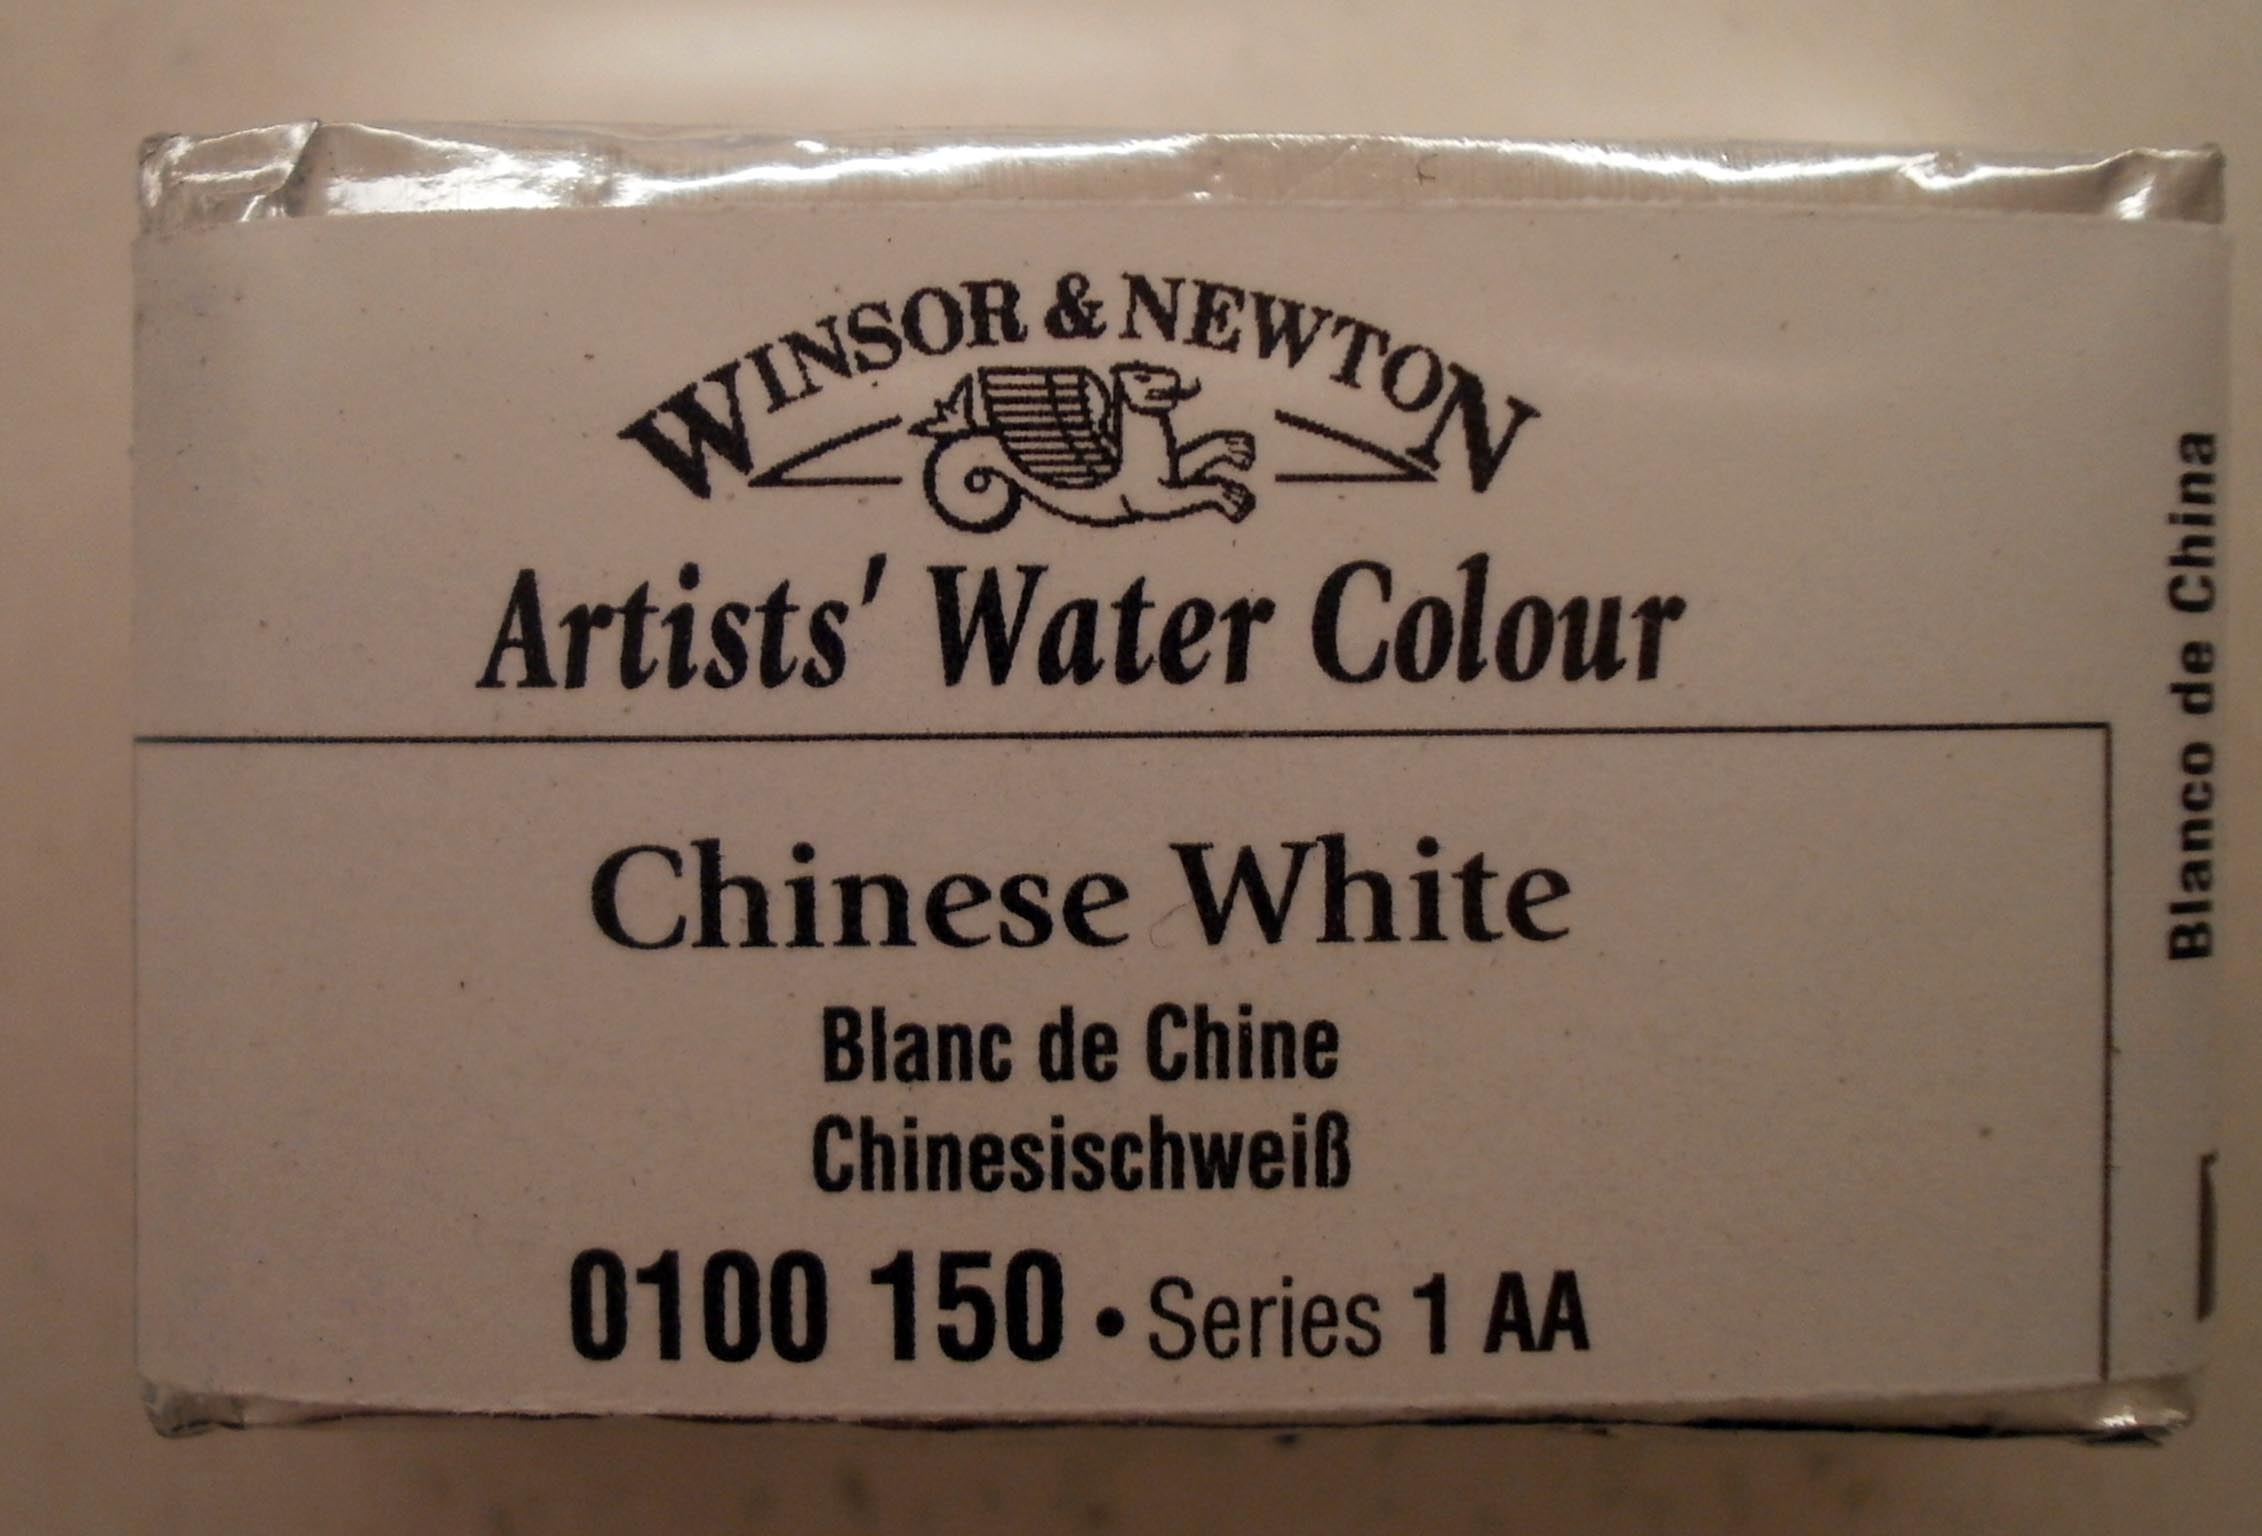 WINSOR & NEWTON
Artists' Water Colour
Chinese White
Blanc de Chine
Chinesischweiß
0100 150 • Series 1 AA
Blanco de China